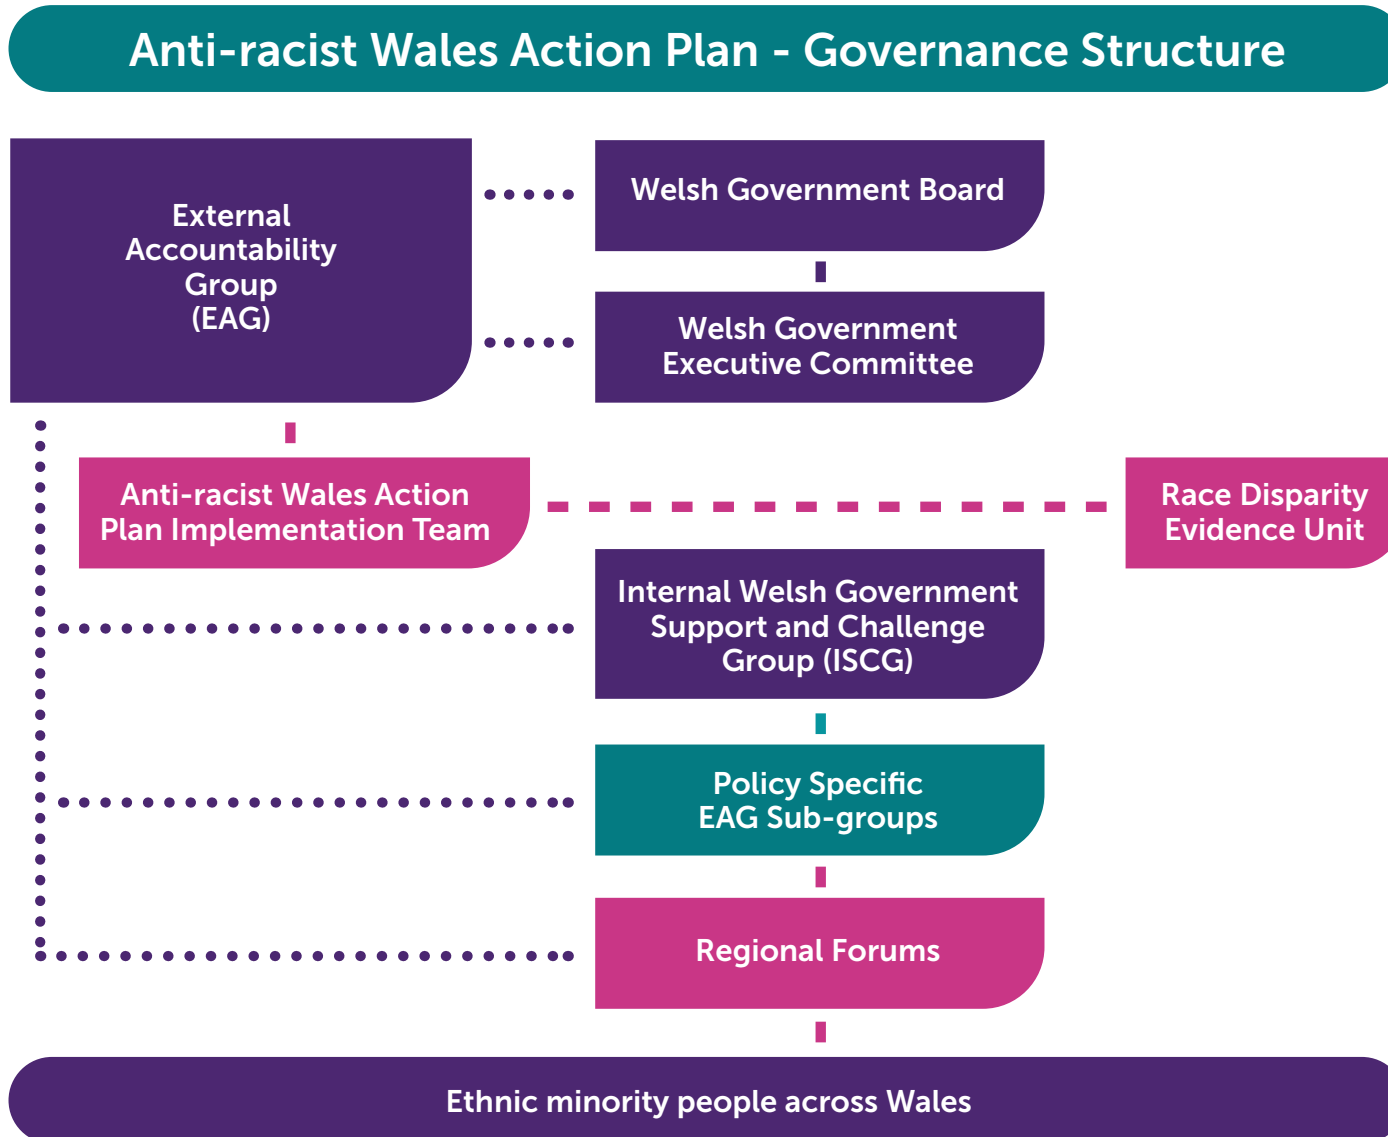 Anti-racist Wales Action Plan - Governance Structure
External
Accountability
Group
(EAG)
Welsh Government Board
Welsh Government
Executive Committee
Anti-racist Wales Action
Plan Implementation Team
Race Disparity
Evidence Unit
Internal Welsh Government
Support and Challenge
Group (ISCG)
Policy Specific
EAG Sub-groups
Regional Forums
Ethnic minority people across Wales